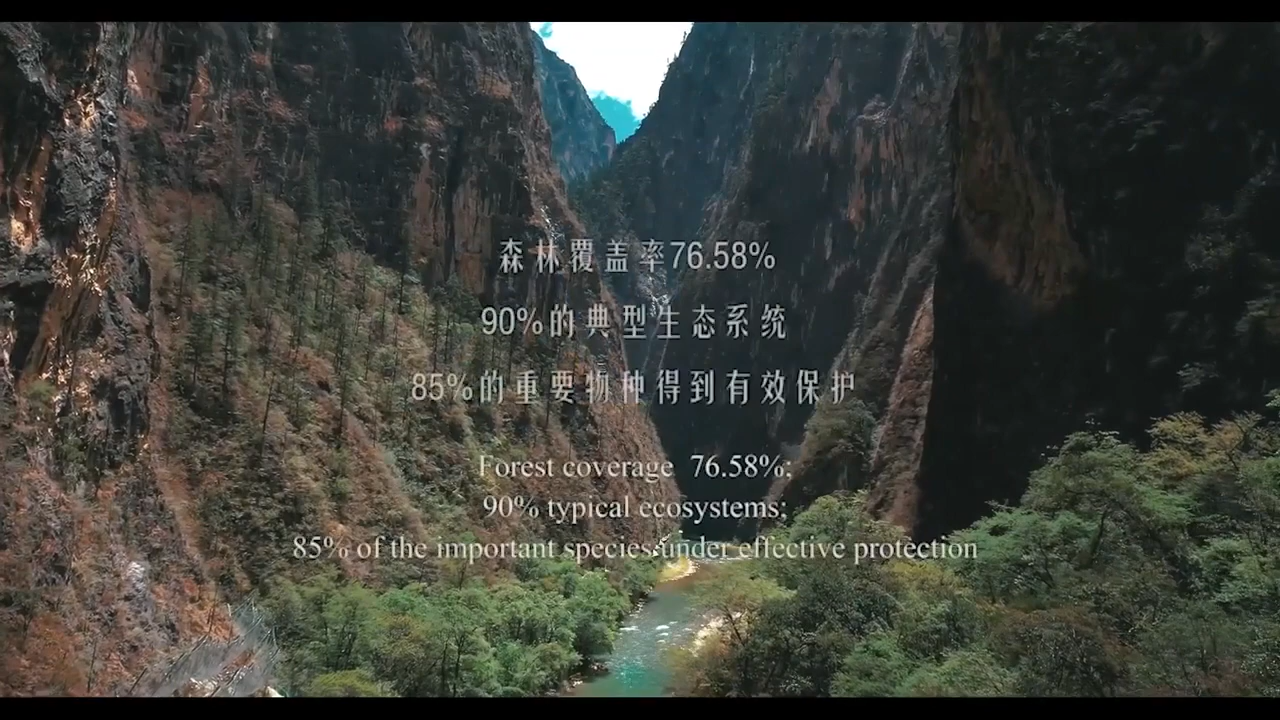 森林覆盖率76.58%
90%的典型生态系统
85%的重要物种得到有效保护
Forest coverage 76.58%;
90% typical ecosystems;
85% of the important species under effective protection